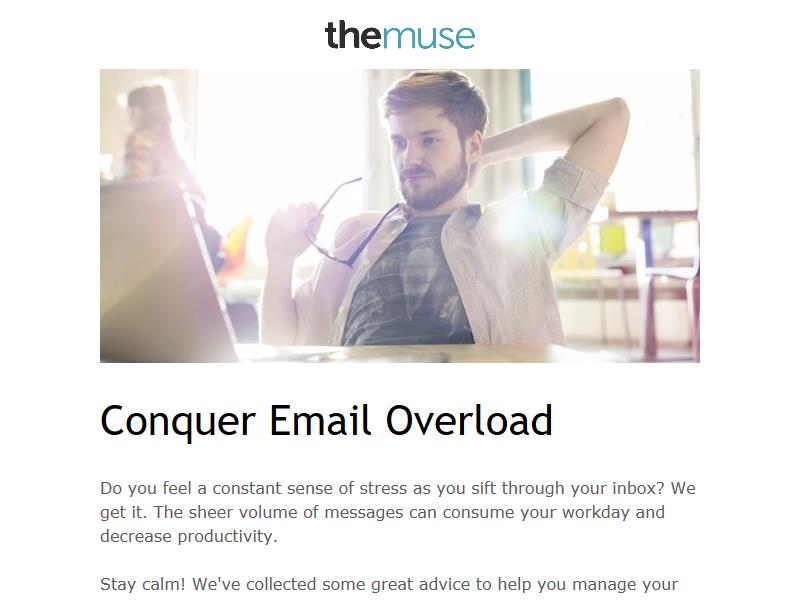 themuse
Conquer Email Overload
Do you feel a constant sense of stress as you sift through your inbox? We
get it. The sheer volume of messages can consume your workday and
decrease productivity.
Stay calm! We've collected some great advice to help you manage your